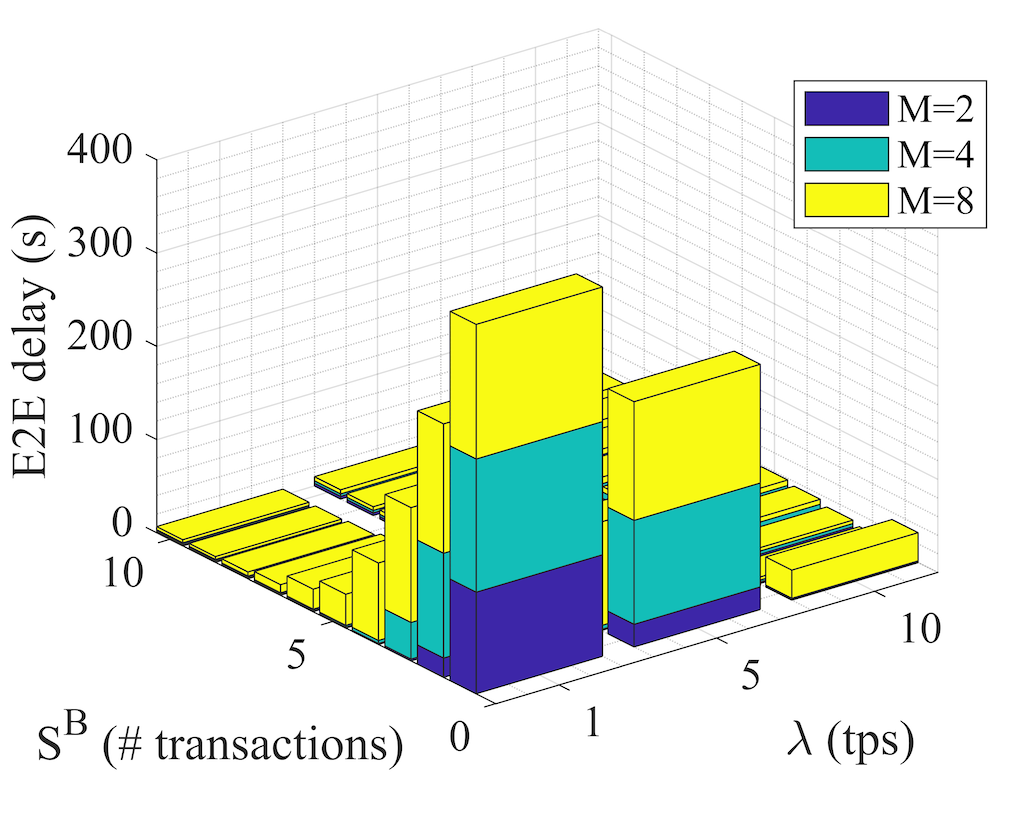 M=2
M=4
M=8
400
300
200
100
0
E2E delay (s)
10
5
0
S^B (# transactions)
1
5
10
λ (tps)